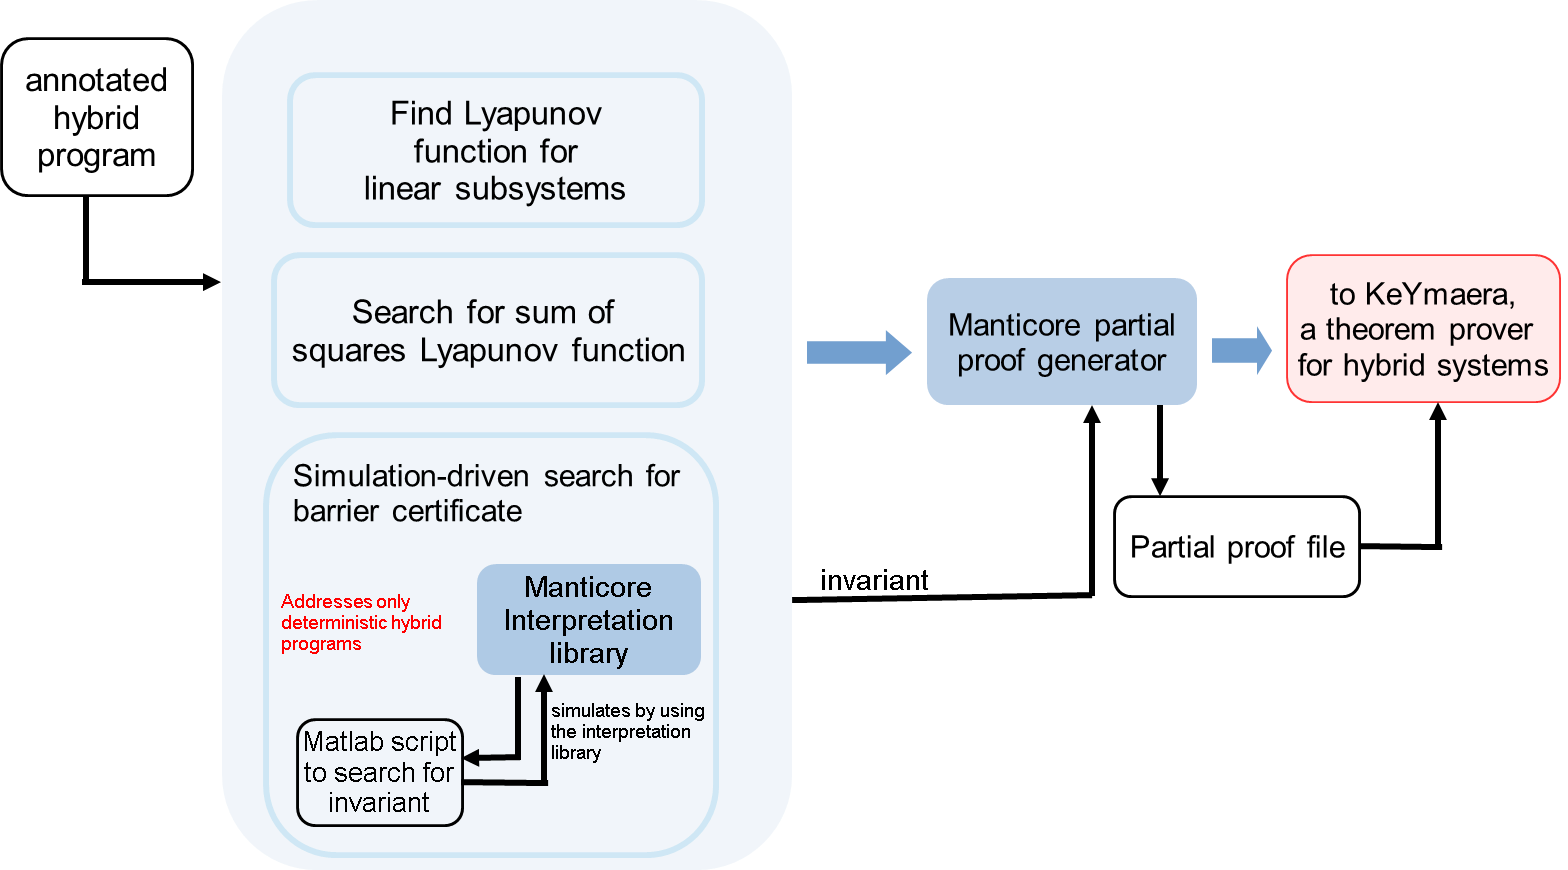 annotated
hybrid
program
Find Lyapunov
function for
linear subsystems
Search for sum of
squares Lyapunov function
Simulation-driven search for
barrier certificate
Addresses only
deterministic hybrid
programs
Manticore
Interpretation
library
simulates by using
the interpretation
library
Matlab script
to search for
invariant
invariant
Manticore partial
proof generator
Partial proof file
to KeYmaera,
a theorem prover
for hybrid systems